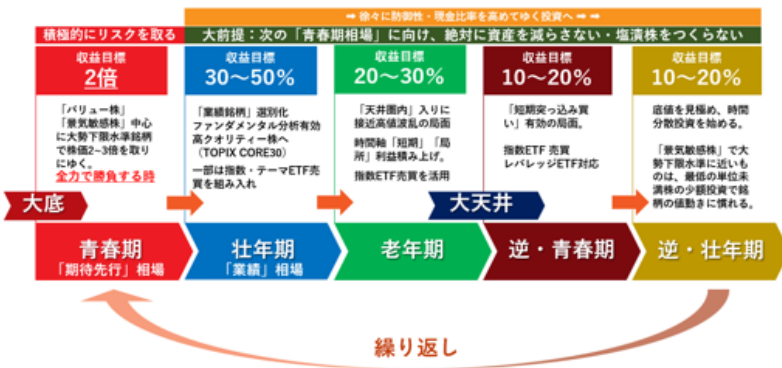 ➡ 徐々に防御性・現金比率を高めてゆく投資へ ➡ ➡
積極的にリスクを取る
大前提：次の「青春期相場」に向け、絶対に資産を減らさない・塩漬株をつくらない
収益目標
2倍
「バリュー株」
「景気敏感株」中心
に大勢下限水準銘柄
で株価2~3倍を取り
にゆく。
全力で勝負する時
収益目標
30～50%
「業績銘柄」選別化
ファンダメンタル分析有効
高クオリティー株へ
（TOPIX CORE30）
一部は指数・テーマETF売
買を組み入れ
収益目標
20～30%
「天井圏内」入りに
接近高値波乱の局面
時間軸「短期」「局
所」利益積み上げ。
指数ETF売買を活用
収益目標
10～20%
「短期突っ込み買
い」有効の局面。
指数ETF 売買
レバレッジETF対応
収益目標
10～20%
底値を見極め、時間
分散投資を始める。
「景気敏感株」で大
勢下限水準に近いも
のは、最低の単位未
満株の少額投資で銘
柄の値動きに慣れる。
大底
大天井
青春期
「期待先行」相場
壮年期
「業績」相場
老年期
逆・青春期
逆・壮年期
繰り返し